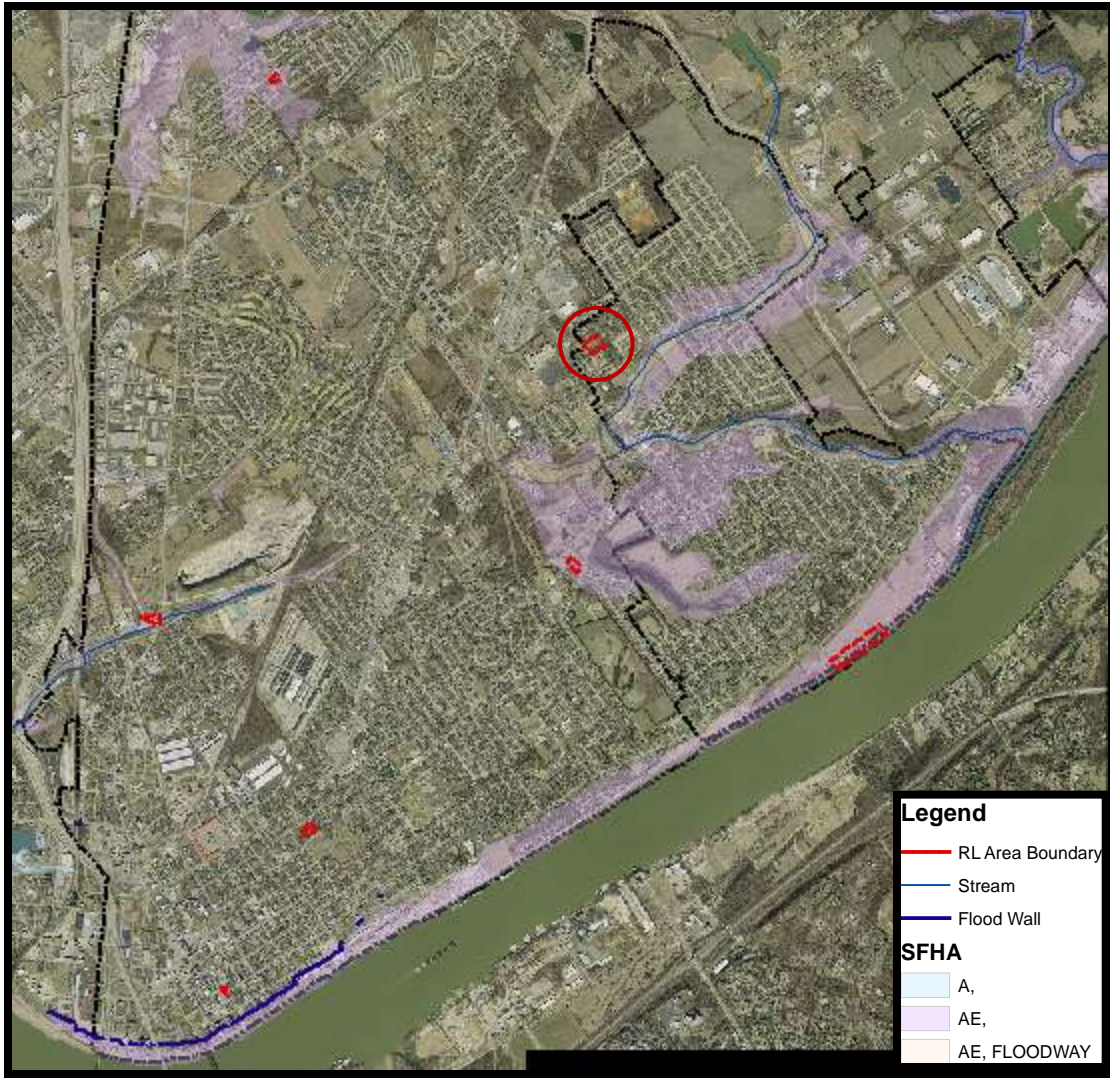 Legend
RL Area Boundary
Stream
Flood Wall
SFHA
A,
AE,
AE, FLOODWAY